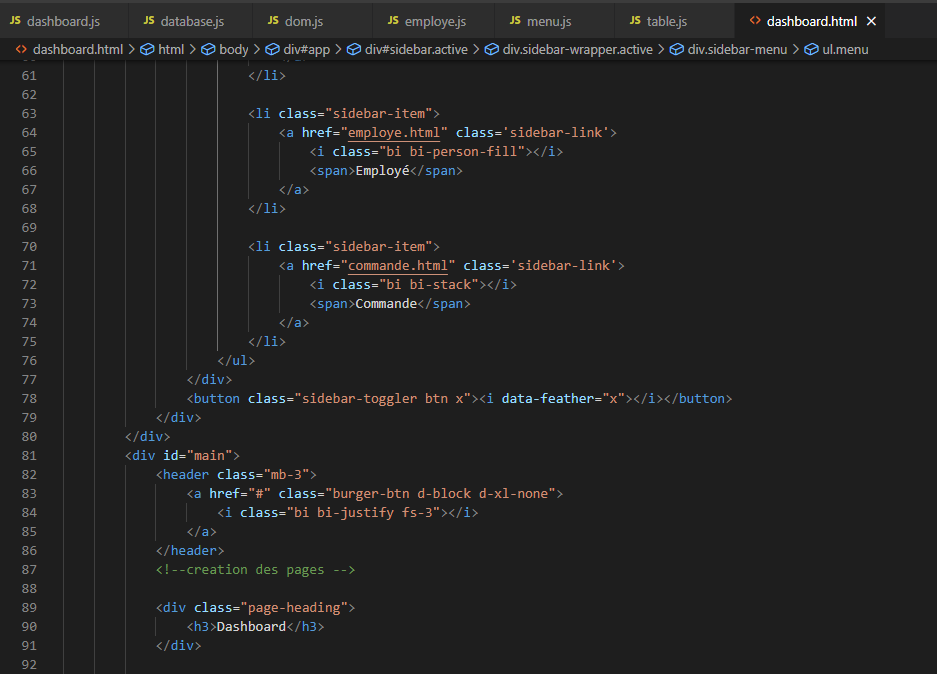 JS dashboard.js JS database.js JS dom.js JS employe.js JS menu.js JS table.js <> dashboard.html ×
<> dashboard.html > html > body > div#app > div#sidebar.active > div.sidebar-wrapper.active > div.sidebar-menu > ul.menu
61 </li>
62
63 <li class="sidebar-item">
64 <a href="employe.html" class='sidebar-link'>
65 <i class="bi bi-person-fill"></i>
66 <span>Employé</span>
67 </a>
68 </li>
69
70 <li class="sidebar-item">
71 <a href="commande.html" class='sidebar-link'>
72 <i class="bi bi-stack"></i>
73 <span>Commande</span>
74 </a>
75 </li>
76 </ul>
77 </div>
78 <button class="sidebar-toggler btn x"><i data-feather="x"></i></button>
79 </div>
80 </div>
81 <div id="main">
82 <header class="mb-3">
83 <a href="#" class="burger-btn d-block d-xl-none">
84 <i class="bi bi-justify fs-3"></i>
85 </a>
86 </header>
87 <!--creation des pages -->
88
89 <div class="page-heading">
90 <h3>Dashboard</h3>
91 </div>
92